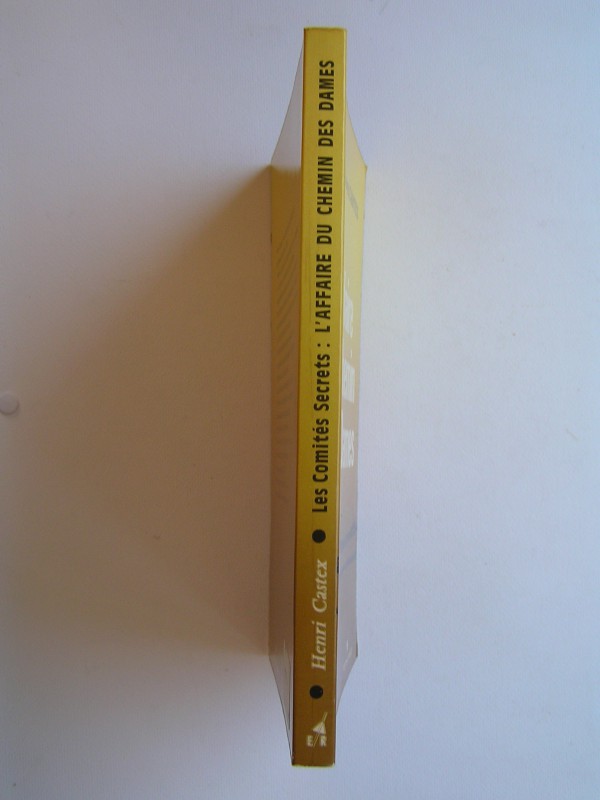 Henri Castex ● Les Comités Secrets : L'AFFAIRE DU CHEMIN DES DAMES